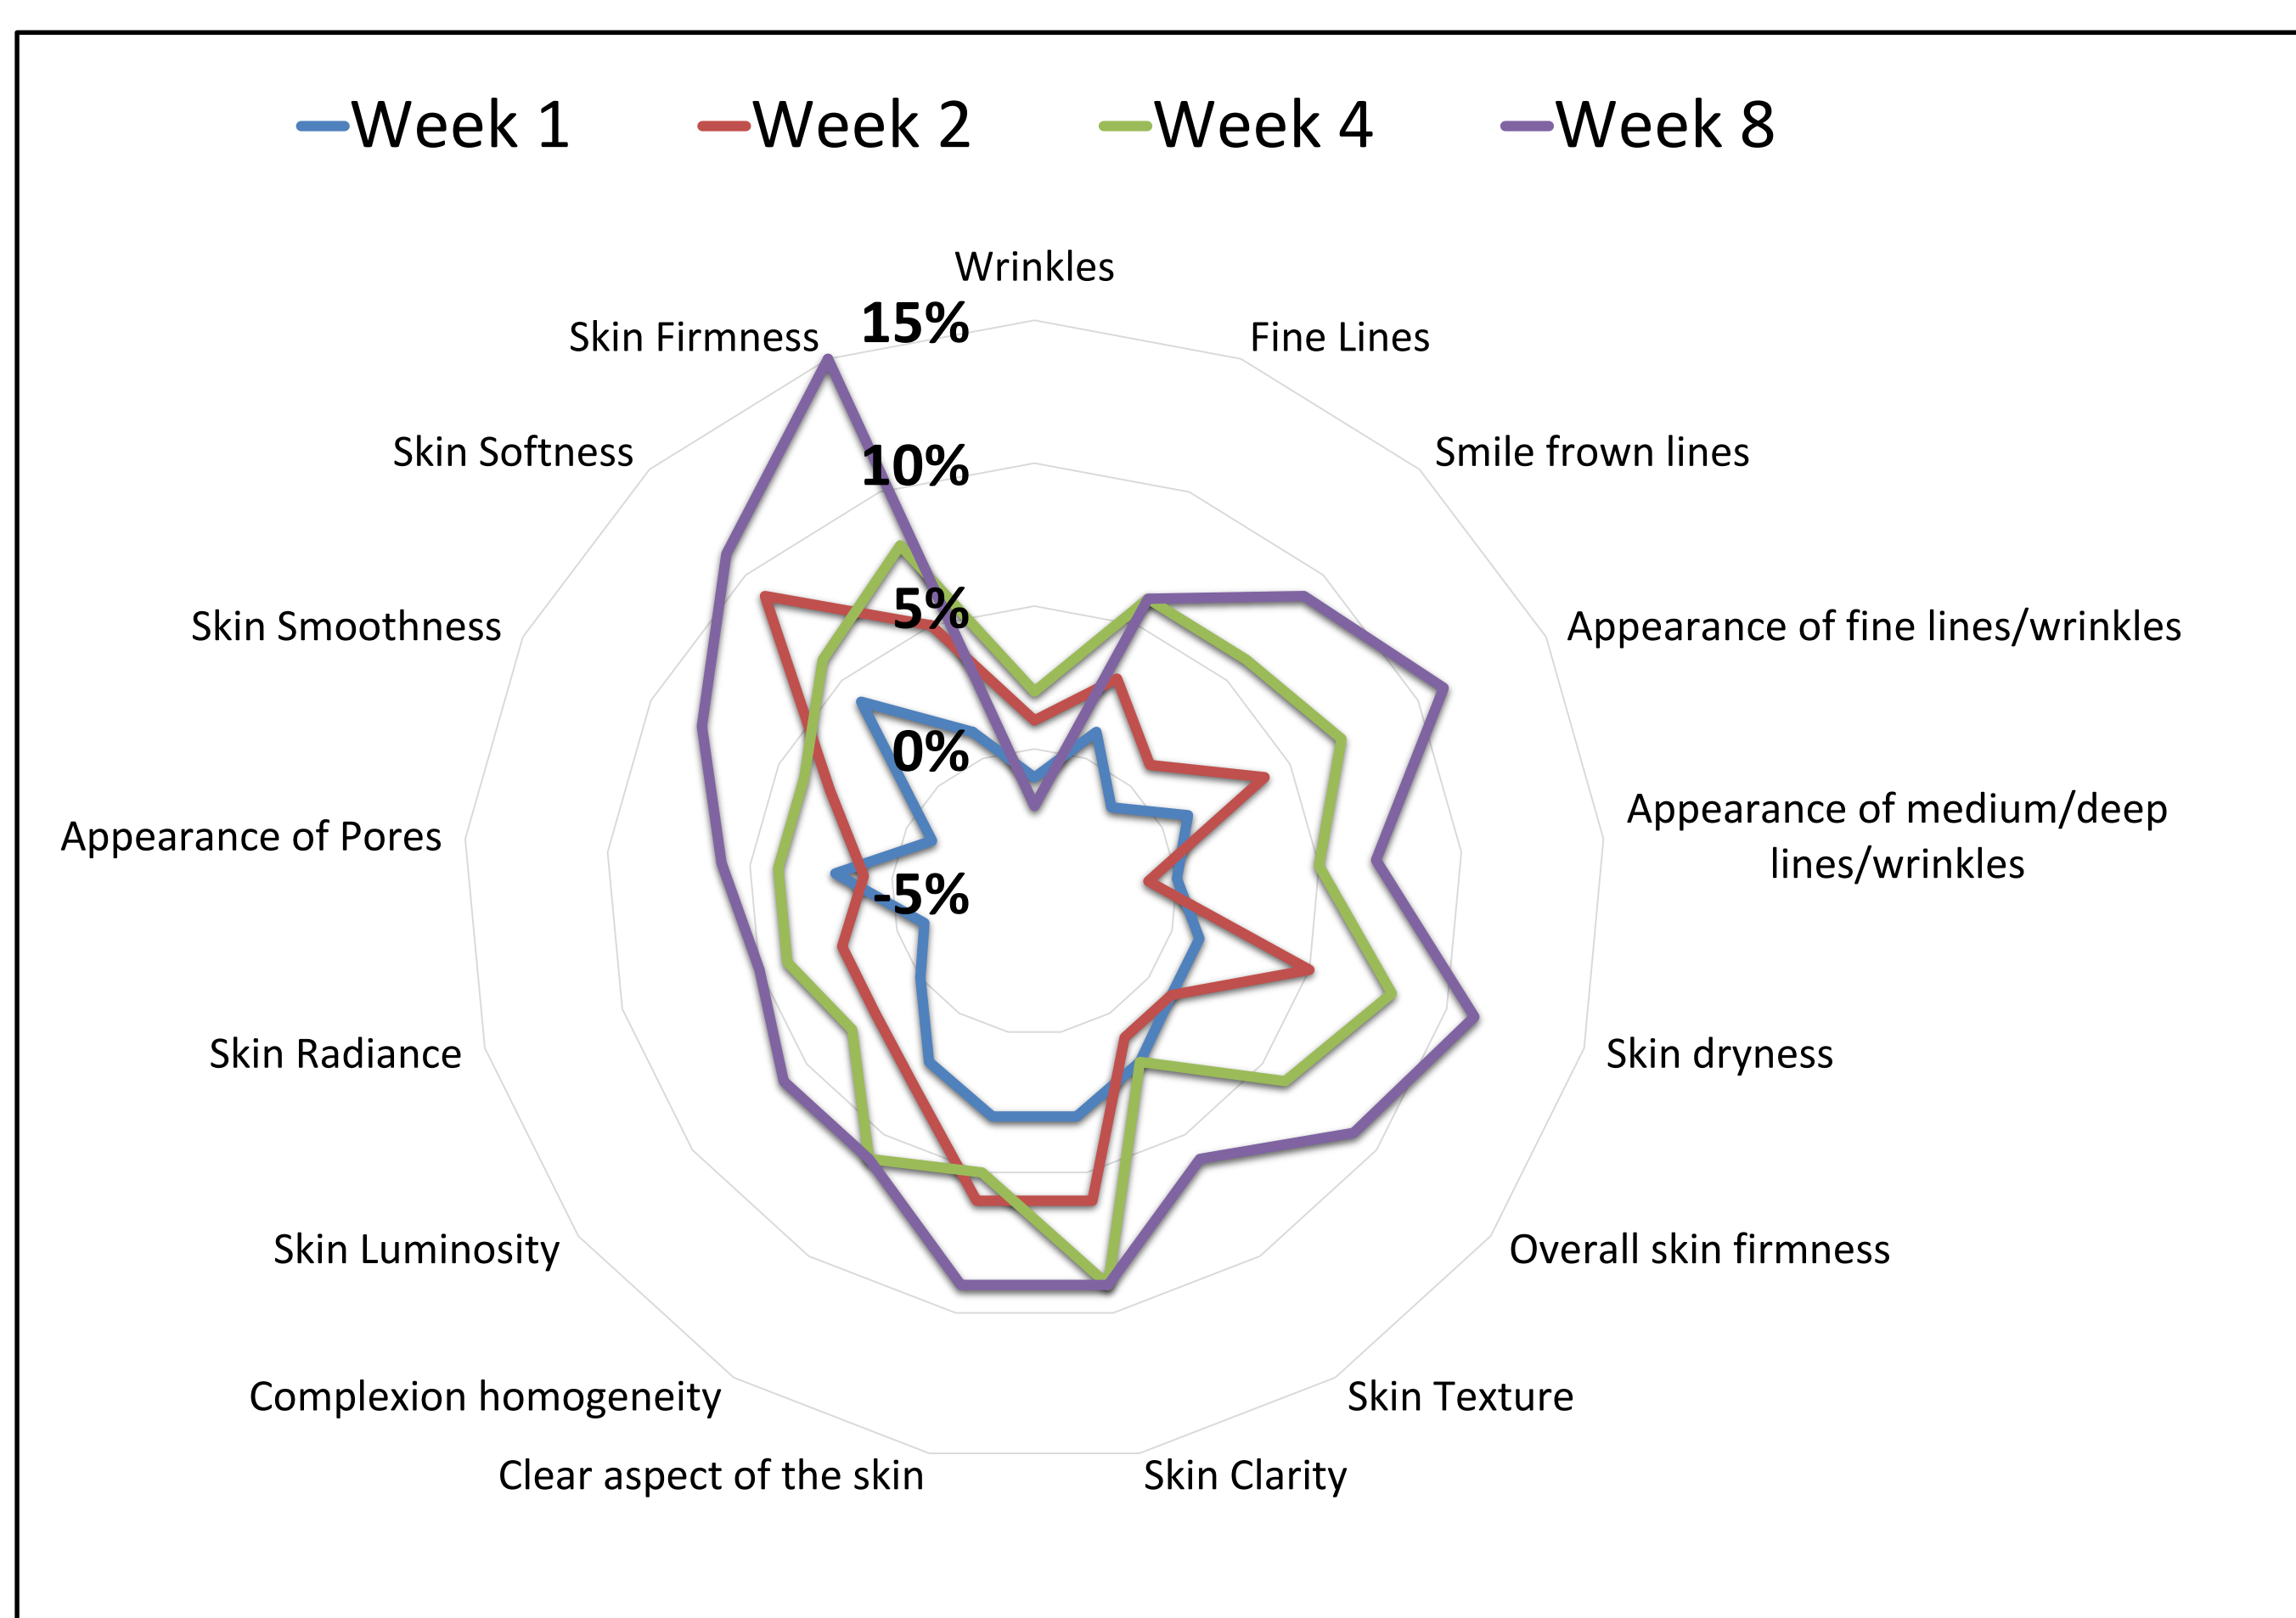 Week 1 Week 2 Week 4 Week 8
Wrinkles
15%
Skin Firmness
Fine Lines
10%
Skin Softness
Smile frown lines
5%
Skin Smoothness
Appearance of fine lines/wrinkles
0%
Appearance of Pores
Appearance of medium/deep
lines/wrinkles
-5%
Skin Radiance
Skin dryness
Skin Luminosity
Overall skin firmness
Complexion homogeneity
Skin Texture
Clear aspect of the skin
Skin Clarity